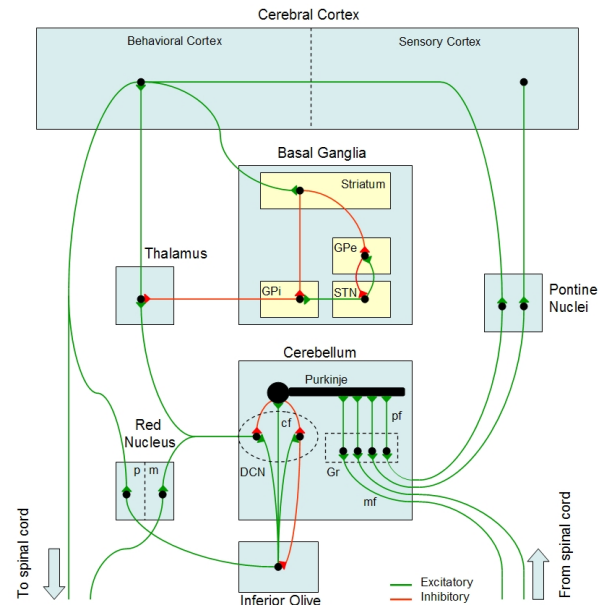 Cerebral Cortex
Behavioral Cortex
Sensory Cortex
Basal Ganglia
Striatum
GPe
Thalamus
GPi
STN
Pontine
Nuclei
Cerebellum
Purkinje
cf
pf
Red
Nucleus
p
m
DCN
Gr
mf
To spinal cord
From spinal cord
Excitatory
Inhibitory
Inferior Olive